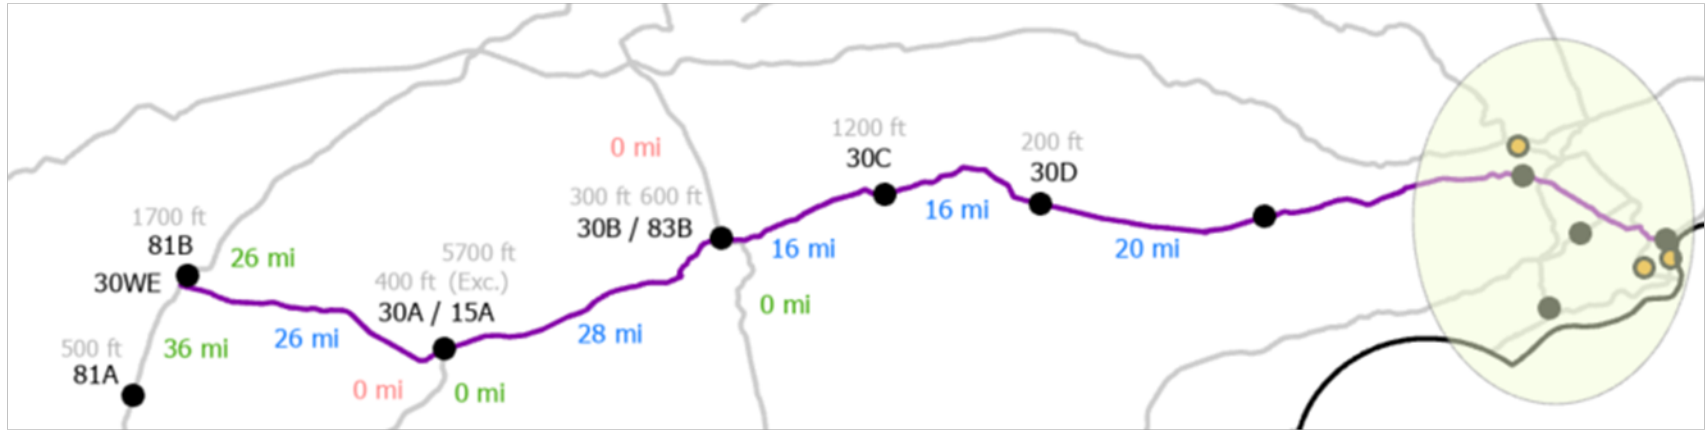 1700 ft
81B
30WE
26 mi
500 ft
81A
36 mi
26 mi
5700 ft
400 ft (Exc.)
30A / 15A
0 mi
0 mi
28 mi
0 mi
300 ft 600 ft
30B / 83B
0 mi
16 mi
1200 ft
30C
16 mi
200 ft
30D
20 mi